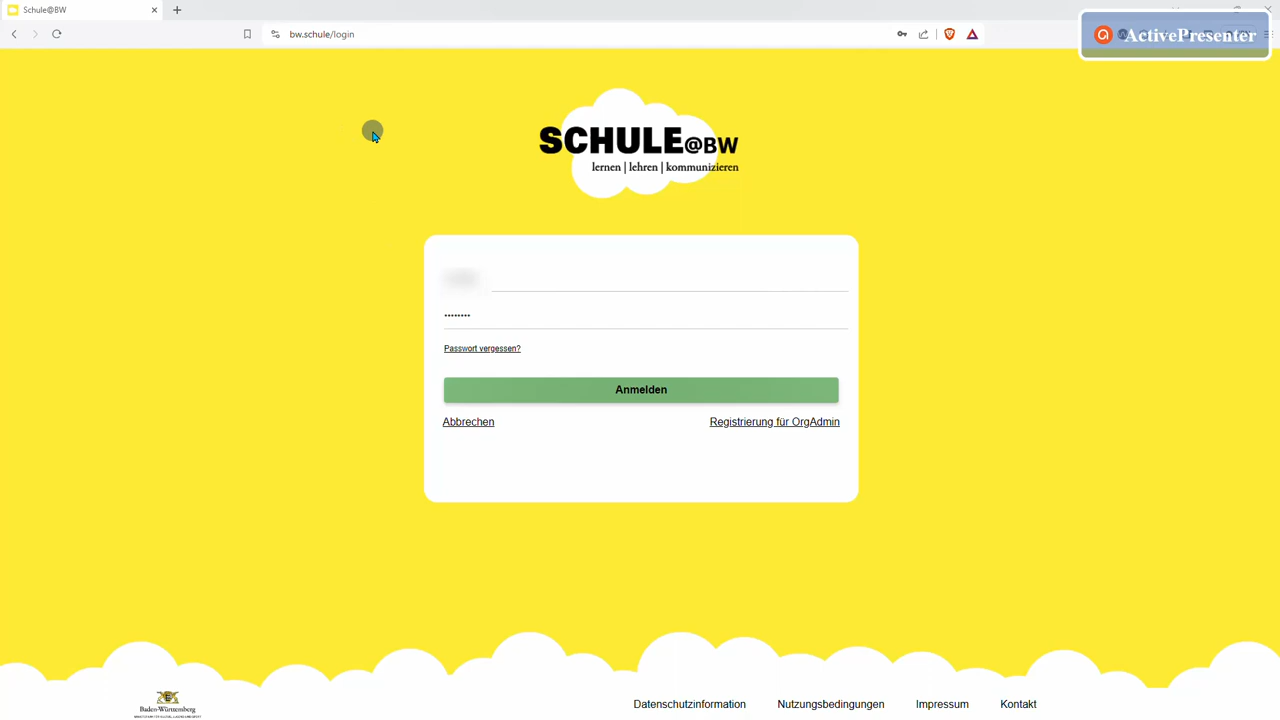 Schule@BW
bw.schule/login
ActivePresenter
SCHULE@BW
lernen | lehren | kommunizieren
••••••••
Passwort vergessen?
Anmelden
Abbrechen
Registrierung für OrgAdmin
Baden-Württemberg
Datenschutzinformation
Nutzungsbedingungen
Impressum
Kontakt